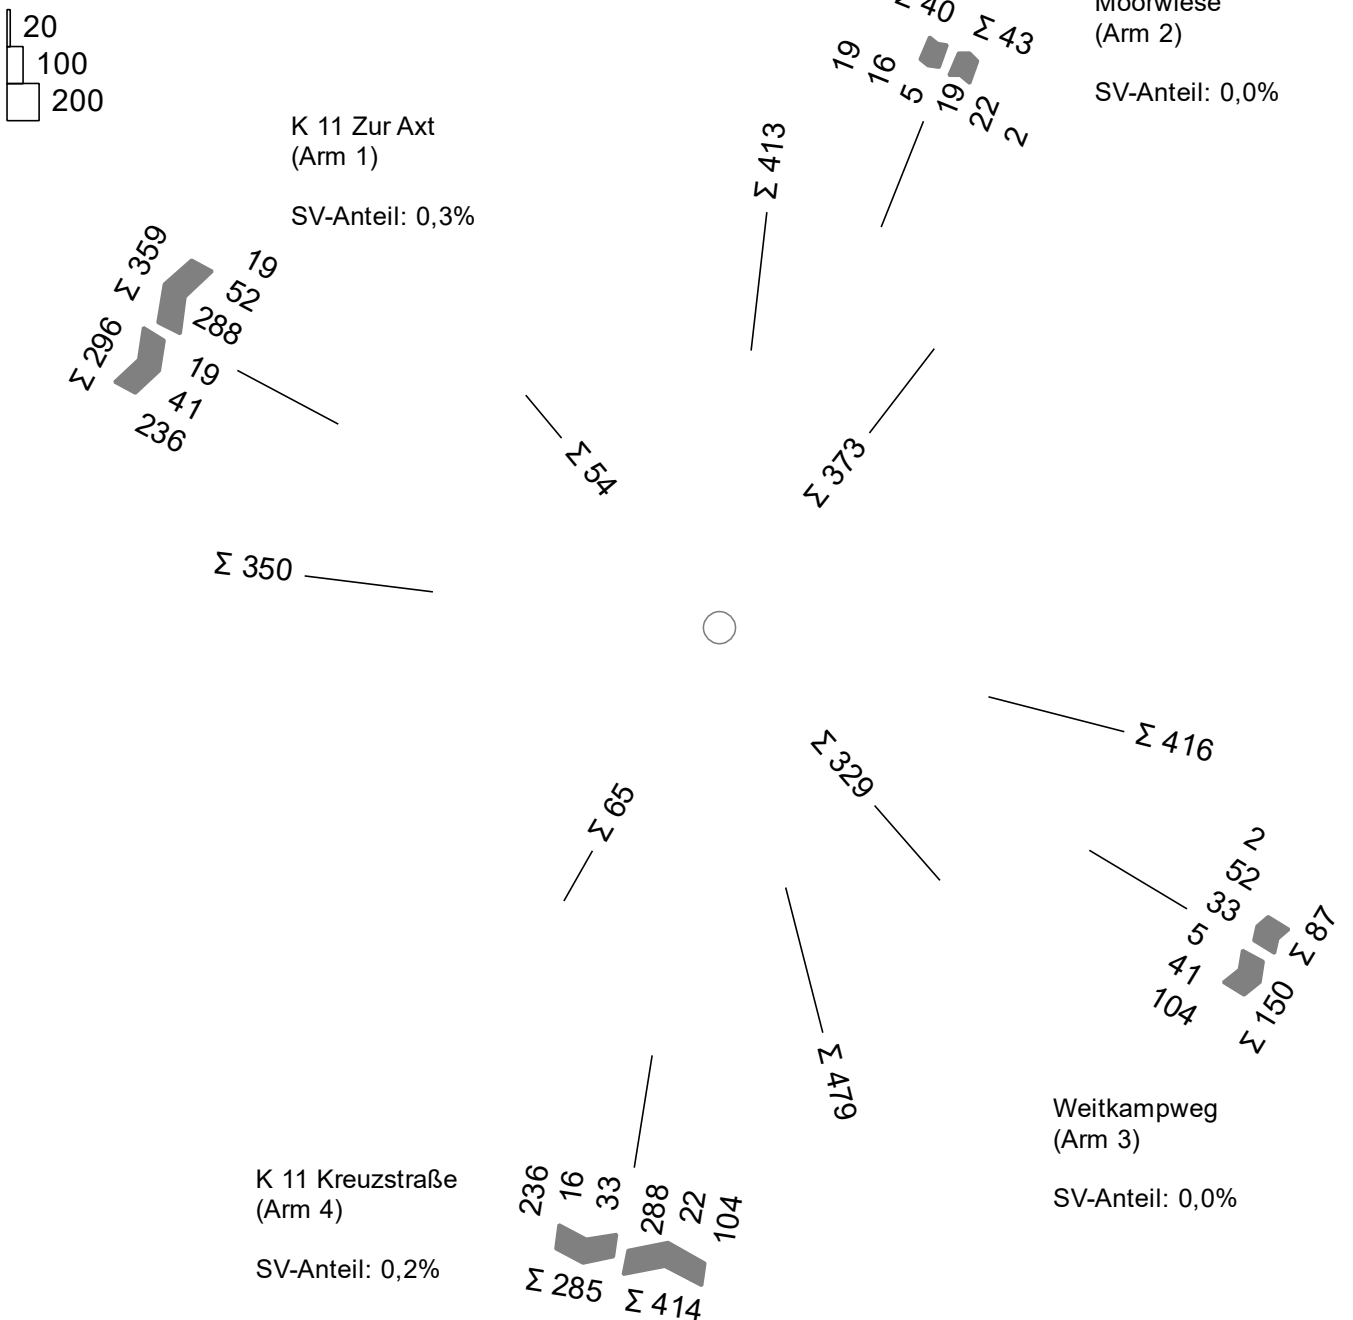 20
100
200
K 11 Zur Axt
(Arm 1)
SV-Anteil: 0,3%
Σ 359
19
52
288
Σ 296
19
41
236
Σ 40
Σ 43
19
16
5
19
22
2
Moorwiese
(Arm 2)
SV-Anteil: 0,0%
Σ 413
Σ 54
Σ 373
Σ 350
Σ 416
Σ 329
Σ 65
Σ 479
2
52
33
5
41
104
Σ 87
Σ 150
Weitkampweg
(Arm 3)
SV-Anteil: 0,0%
K 11 Kreuzstraße
(Arm 4)
SV-Anteil: 0,2%
236
16
33
288
22
104
Σ 285
Σ 414